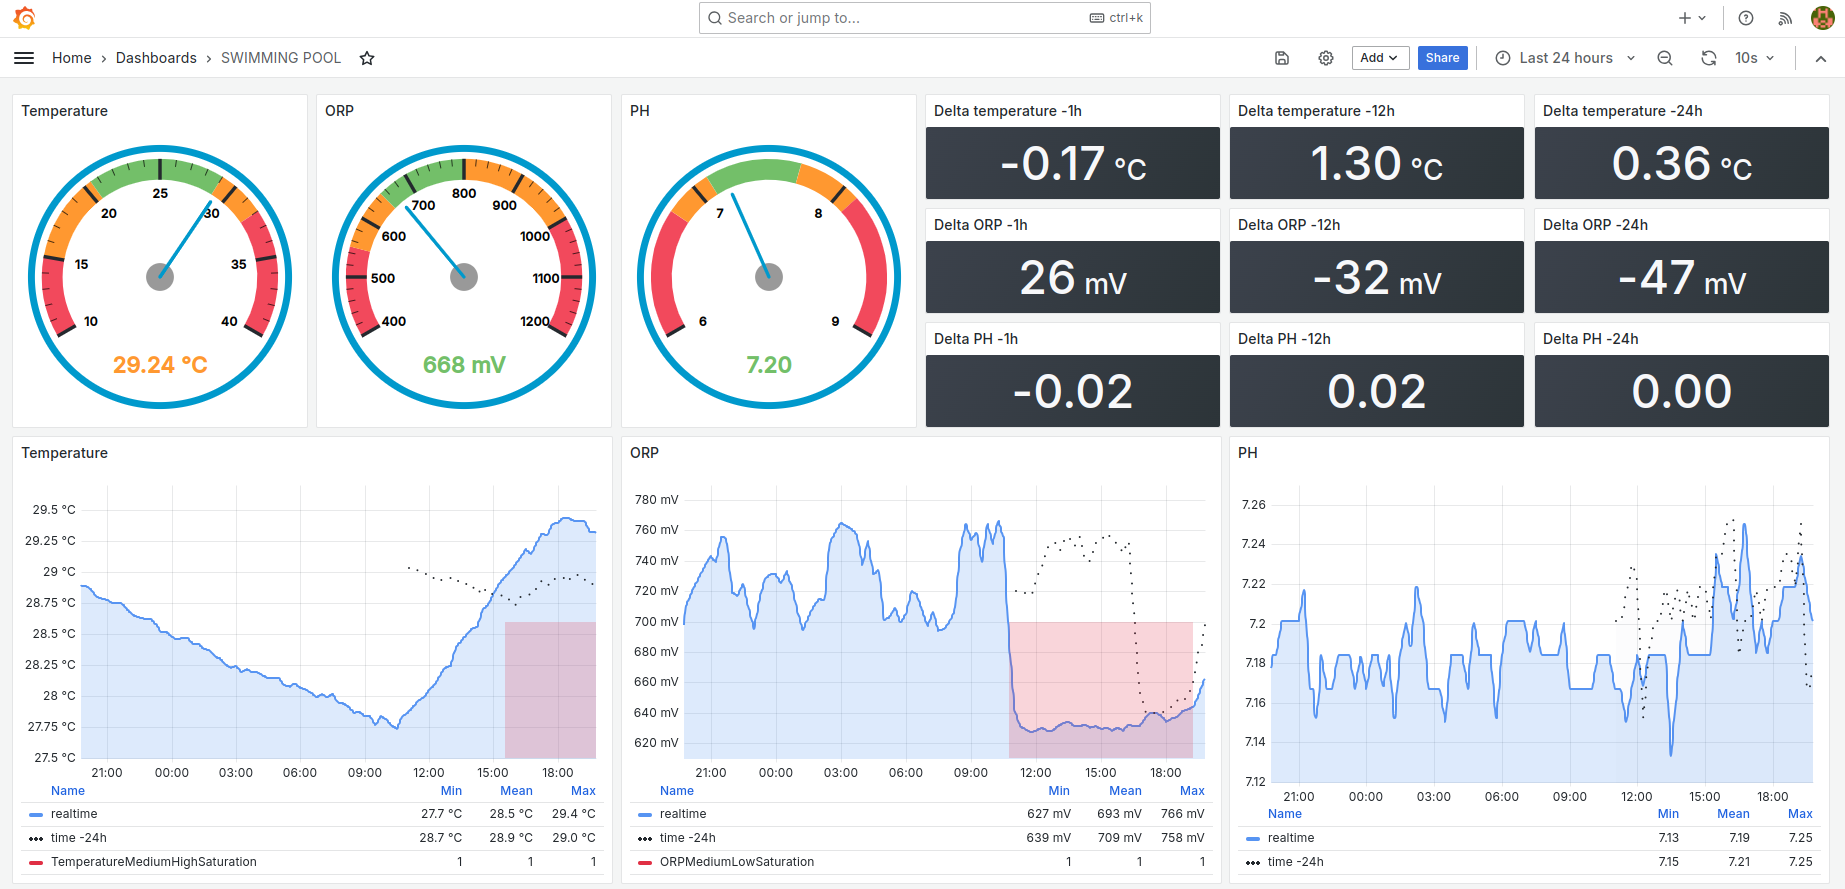 Search or jump to...
ctrl+k
Home › Dashboards › SWIMMING POOL
Add
Share
Last 24 hours
10s
Temperature
10
15
20
25
30
35
40
29.24 °C
ORP
400
500
600
700
800
900
1000
1100
1200
668 mV
PH
6
7
8
9
7.20
Delta temperature -1h
-0.17 °C
Delta temperature -12h
1.30 °C
Delta temperature -24h
0.36 °C
Delta ORP -1h
26 mV
Delta ORP -12h
-32 mV
Delta ORP -24h
-47 mV
Delta PH -1h
-0.02
Delta PH -12h
0.02
Delta PH -24h
0.00
Temperature
29.5 °C
29.25 °C
29 °C
28.75 °C
28.5 °C
28.25 °C
28 °C
27.75 °C
27.5 °C
21:00 00:00 03:00 06:00 09:00 12:00 15:00 18:00
Name Min Mean Max
realtime 27.7 °C 28.5 °C 29.4 °C
time -24h 28.7 °C 28.9 °C 29.0 °C
TemperatureMediumHighSaturation 1 1 1
ORP
780 mV
760 mV
740 mV
720 mV
700 mV
680 mV
660 mV
640 mV
620 mV
21:00 00:00 03:00 06:00 09:00 12:00 15:00 18:00
Name Min Mean Max
realtime 627 mV 693 mV 766 mV
time -24h 639 mV 709 mV 758 mV
ORPMediumLowSaturation 1 1 1
PH
7.26
7.24
7.22
7.2
7.18
7.16
7.14
7.12
21:00 00:00 03:00 06:00 09:00 12:00 15:00 18:00
Name Min Mean Max
realtime 7.13 7.19 7.25
time -24h 7.15 7.21 7.25